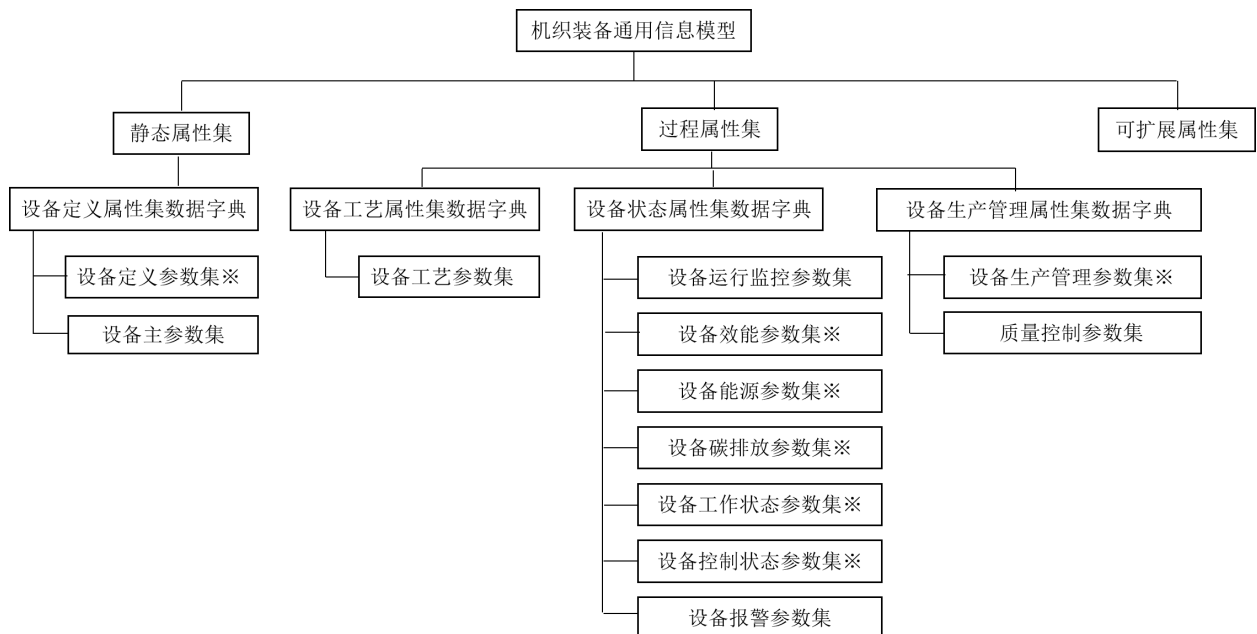 机织装备通用信息模型
静态属性集
过程属性集
可扩展属性集
设备定义属性集数据字典
设备工艺属性集数据字典
设备状态属性集数据字典
设备生产管理属性集数据字典
设备定义参数集※
设备主参数集
设备工艺参数集
设备运行监控参数集
设备效能参数集※
设备能源参数集※
设备碳排放参数集※
设备工作状态参数集※
设备控制状态参数集※
设备报警参数集
设备生产管理参数集※
质量控制参数集